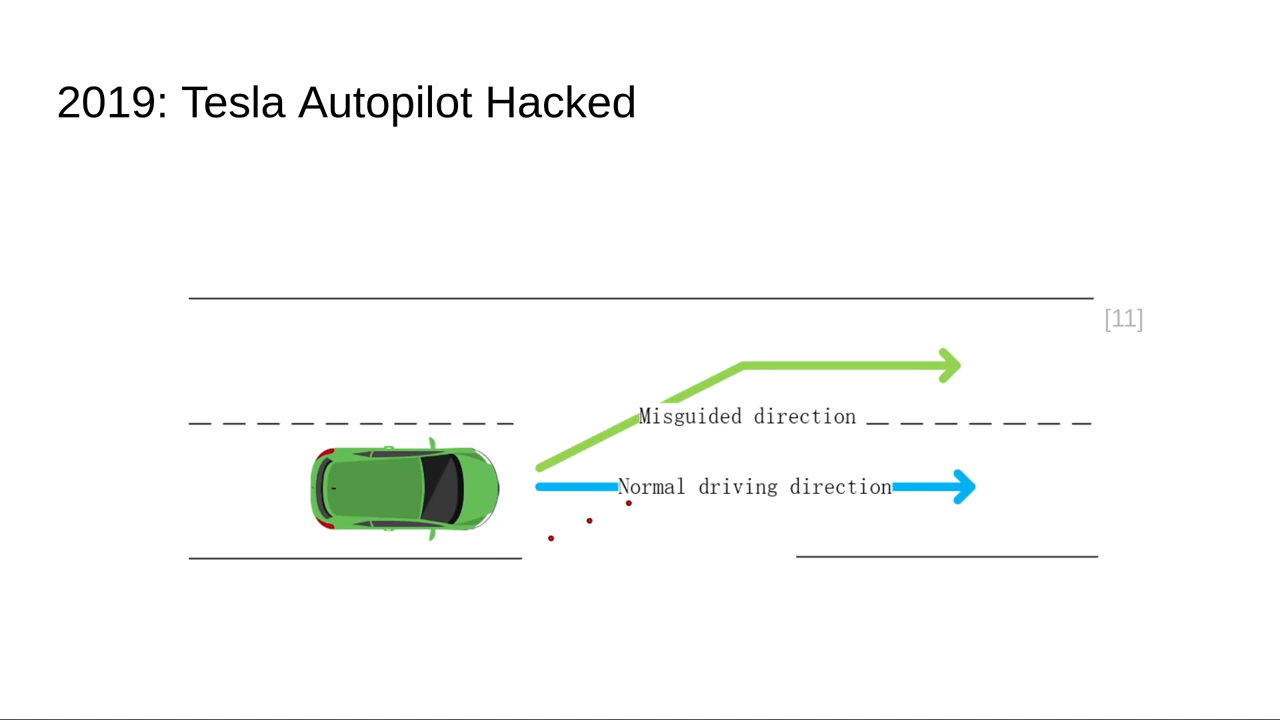 2019: Tesla Autopilot Hacked
[11]
Misguided direction
Normal driving direction